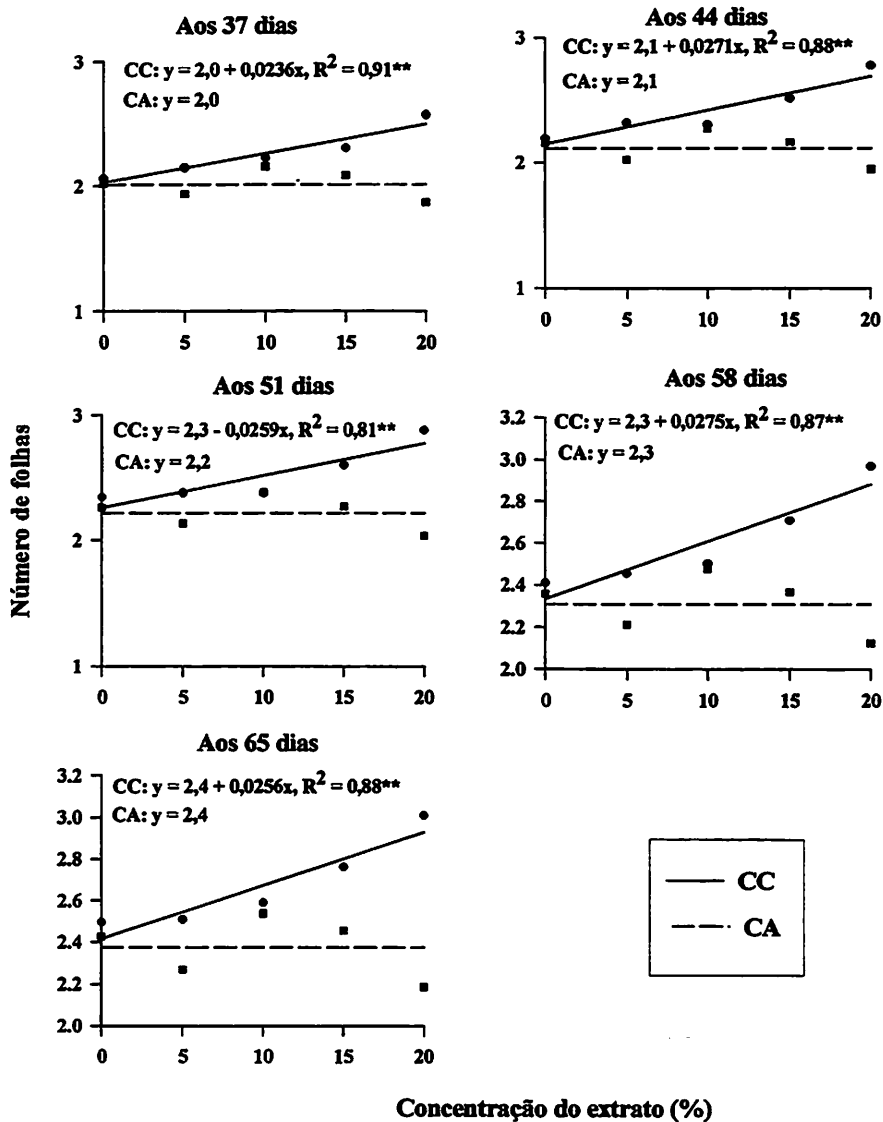 Aos 37 dias
CC: y = 2,0 + 0,0236x, R² = 0,91**
CA: y = 2,0
3
2
1
0 5 10 15 20
Aos 44 dias
CC: y = 2,1 + 0,0271x, R² = 0,88**
CA: y = 2,1
3
2
1
0 5 10 15 20
Aos 51 dias
CC: y = 2,3 - 0,0259x, R² = 0,81**
CA: y = 2,2
3
2
1
0 5 10 15 20
Aos 58 dias
CC: y = 2,3 + 0,0275x, R² = 0,87**
CA: y = 2,3
3.2
3.0
2.8
2.6
2.4
2.2
2.0
0 5 10 15 20
Número de folhas
Aos 65 dias
CC: y = 2,4 + 0,0256x, R² = 0,88**
CA: y = 2,4
3.2
3.0
2.8
2.6
2.4
2.2
2.0
0 5 10 15 20
CC
CA
Concentração do extrato (%)